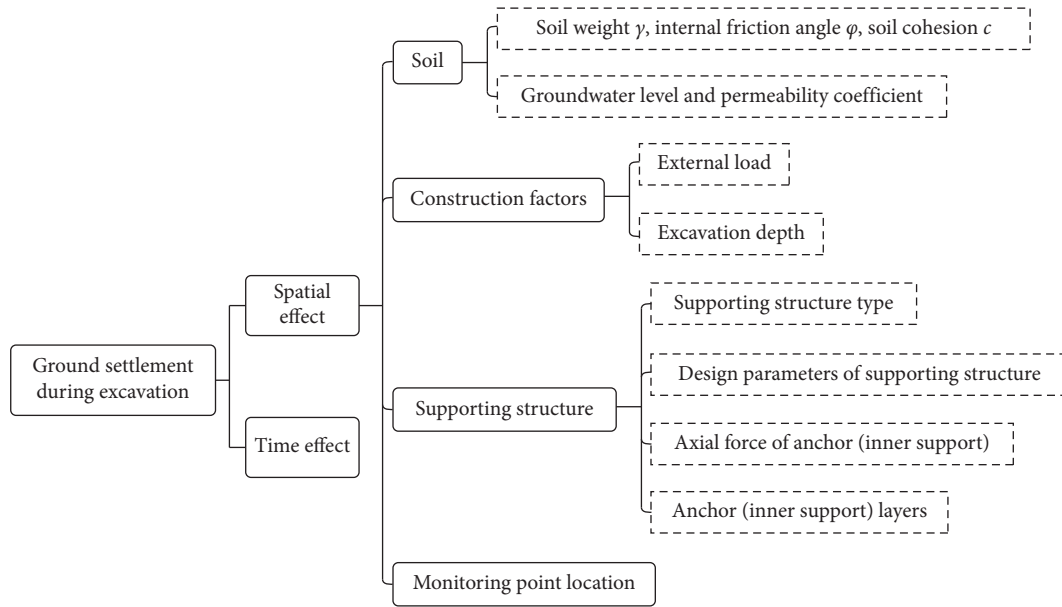 Ground settlement
during excavation
Spatial
effect
Time effect
Soil
Soil weight γ, internal friction angle φ, soil cohesion c
Groundwater level and permeability coefficient
Construction factors
External load
Excavation depth
Supporting structure
Supporting structure type
Design parameters of supporting structure
Axial force of anchor (inner support)
Anchor (inner support) layers
Monitoring point location